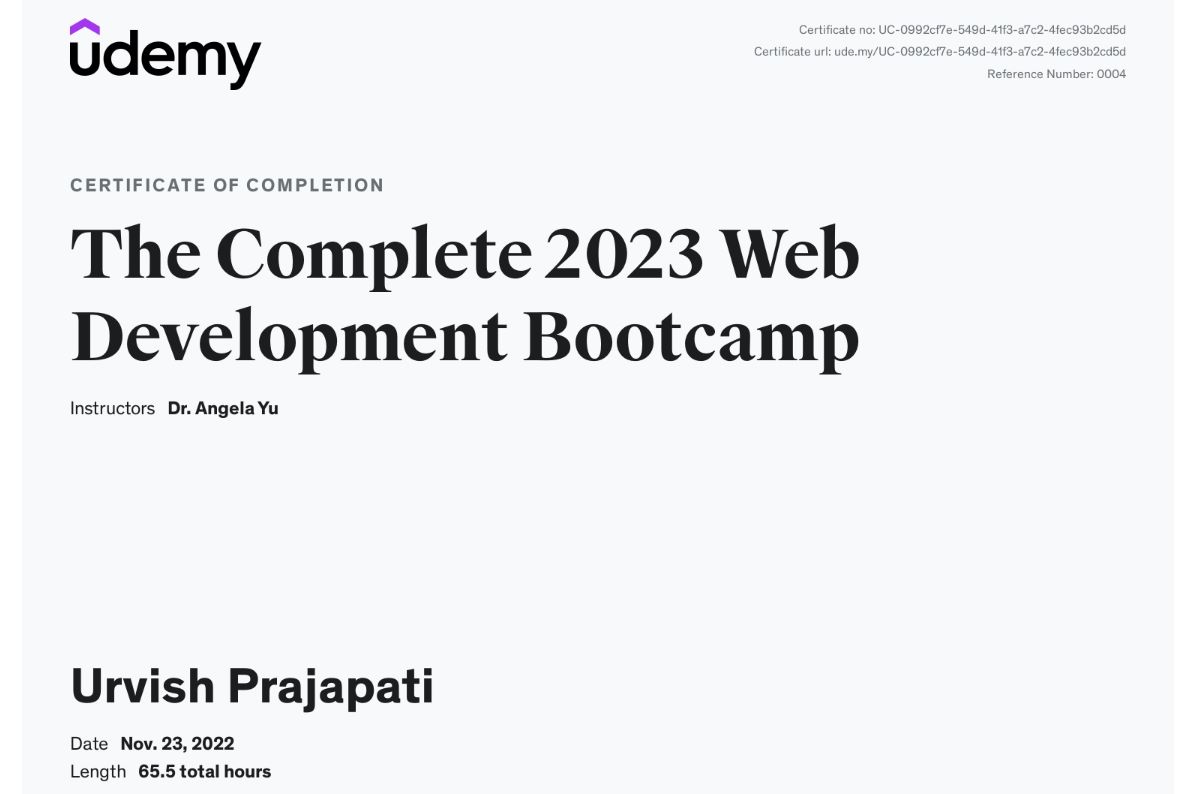 udemy
Certificate no: UC-0992cf7e-549d-41f3-a7c2-4fec93b2cd5d
Certificate url: ude.my/UC-0992cf7e-549d-41f3-a7c2-4fec93b2cd5d
Reference Number: 0004
CERTIFICATE OF COMPLETION
The Complete 2023 Web
Development Bootcamp
Instructors Dr. Angela Yu
Urvish Prajapati
Date Nov. 23, 2022
Length 65.5 total hours